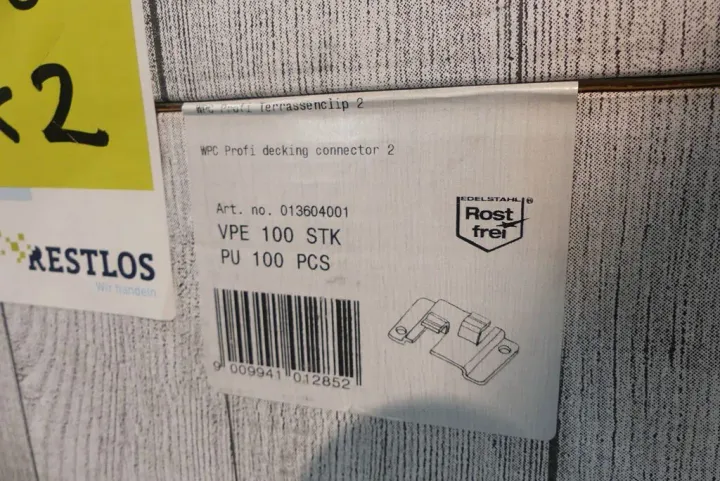 x2
RESTLOS
Wir handeln
WPC Profi Terrassenclip 2
WPC Profi decking connector 2
Art. no. 013604001
VPE 100 STK
PU 100 PCS
EDELSTAHL ®
Rost
frei
9 009941 012852